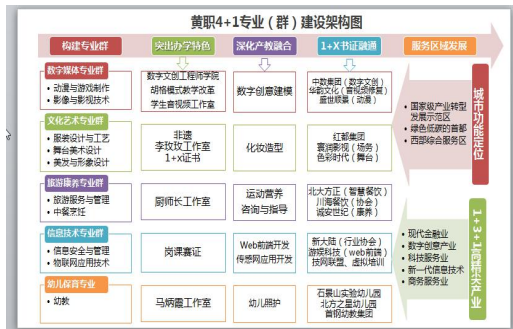 黄职4+1专业（群）建设架构图
构建专业群
突出办学特色
深化产教融合
1+X书证融通
服务区域发展
数字媒体专业群
• 动漫与游戏制作
• 影像与影视技术
数字文创工程师学院
胡格模式教学改革
学生音视频工作室
数字创意建模
中数集团（数字文创）
华韵文化（音视频修复）
盛世顺景（动漫）
文化艺术专业群
• 服装设计与工艺
• 舞台美术设计
• 美发与形象设计
非遗
李玫玫工作室
1+x证书
化妆造型
红都集团
寰润影视（场务）
色彩时代（舞台）
旅游康养专业群
• 旅游服务与管理
• 中餐烹饪
厨师长工作室
运动营养
咨询与指导
北大方正（智慧餐饮）
川海餐饮（协会）
诚安世纪（康养）
信息技术专业群
• 信息安全与管理
• 物联网应用技术
岗课赛证
Web前端开发
传感网应用开发
新大陆（行业协会）
游娱科技（web前端）
技网联盟、虚拟培训
幼儿保育专业
• 幼教
马炳霞工作室
幼儿照护
石景山实验幼儿园
北方之星幼儿园
首钢幼教集团
• 国家级产业转型
发展示范区
• 绿色低碳的首都
西部综合服务区
城市功能定位
• 现代金融业
• 数字创意产业
• 科技服务业
• 新一代信息技术
• 商务服务业
1+3+1高精尖产业